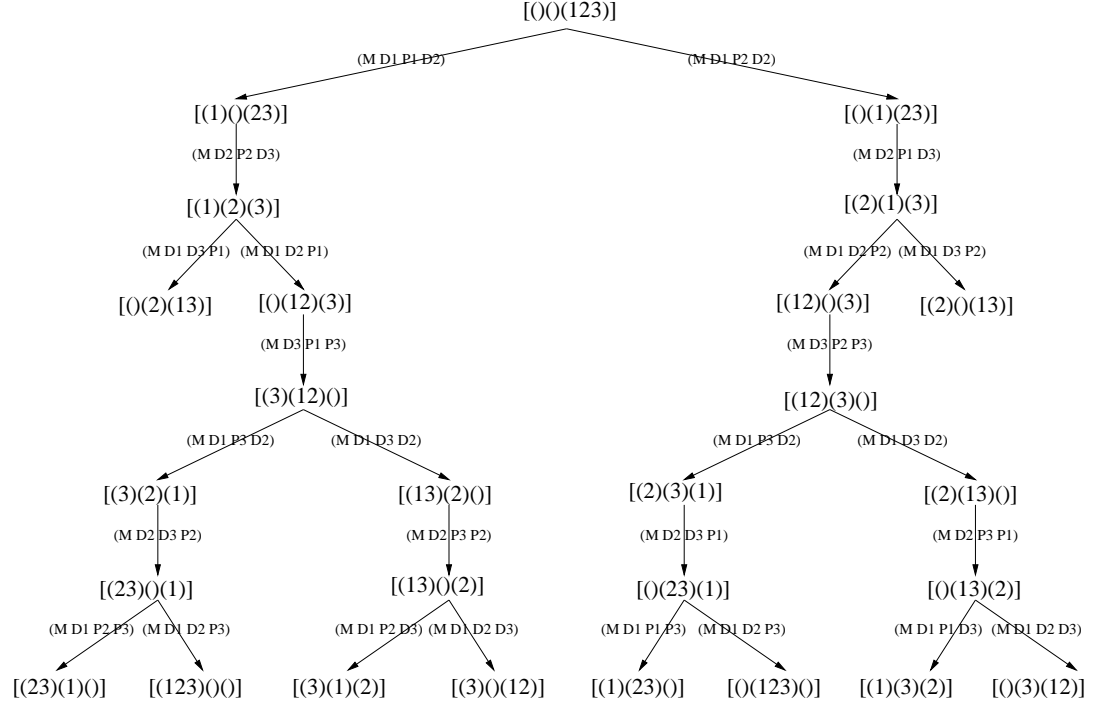 [()()(123)]
(M D1 P1 D2) (M D1 P2 D2)
[(1)()(23)] [()(1)(23)]
(M D2 P2 D3) (M D2 P1 D3)
[(1)(2)(3)] [(2)(1)(3)]
(M D1 D3 P1) (M D1 D2 P1) (M D1 D2 P2) (M D1 D3 P2)
[()(2)(13)] [()(12)(3)] [(12)()(3)] [(2)()(13)]
(M D3 P1 P3) (M D3 P2 P3)
[(3)(12)()] [(12)(3)()]
(M D1 P3 D2) (M D1 D3 D2) (M D1 P3 D2) (M D1 D3 D2)
[(3)(2)(1)] [(13)(2)()] [(2)(3)(1)] [(2)(13)()]
(M D2 D3 P2) (M D2 P3 P2) (M D2 D3 P1) (M D2 P3 P1)
[(23)()(1)] [(13)()(2)] [()(23)(1)] [()(13)(2)]
(M D1 P2 P3) (M D1 D2 P3) (M D1 P2 D3) (M D1 D2 D3) (M D1 P1 P3) (M D1 D2 P3) (M D1 P1 D3) (M D1 D2 D3)
[(23)(1)()] [(123)()()] [(3)(1)(2)] [(3)()(12)] [(1)(23)()] [()(123)()] [(1)(3)(2)] [()(3)(12)]